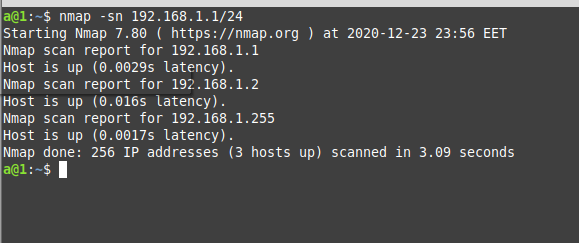 a@1:~$ nmap -sn 192.168.1.1/24
Starting Nmap 7.80 ( https://nmap.org ) at 2020-12-23 23:56 EET
Nmap scan report for 192.168.1.1
Host is up (0.0029s latency).
Nmap scan report for 192.168.1.2
Host is up (0.016s latency).
Nmap scan report for 192.168.1.255
Host is up (0.0017s latency).
Nmap done: 256 IP addresses (3 hosts up) scanned in 3.09 seconds
a@1:~$